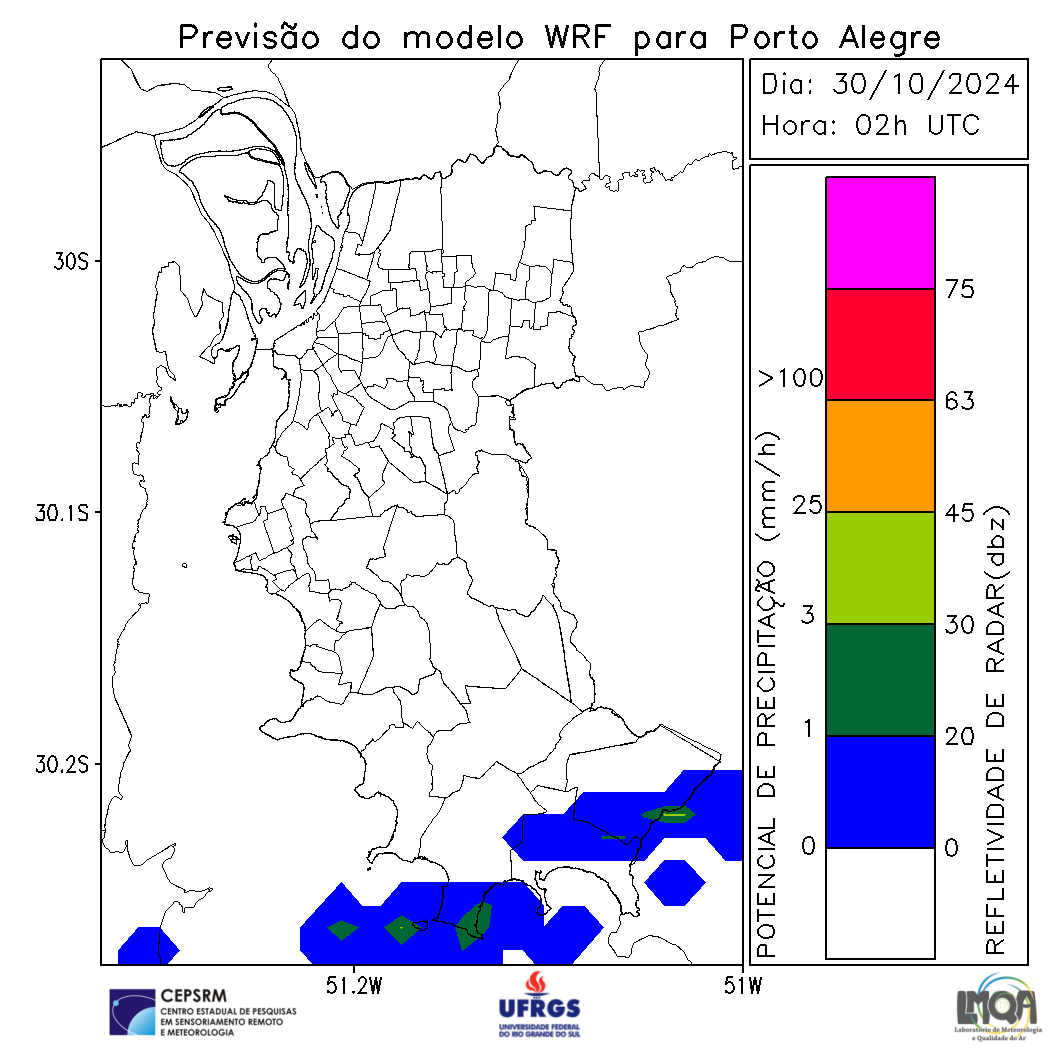 Previsão do modelo WRF para Porto Alegre
Dia: 30/10/2024
Hora: 02h UTC
30S
30.1S
30.2S
51.2W
51W
POTENCIAL DE PRECIPITAÇÃO (mm/h)
>100
25
3
1
0
75
63
45
30
20
0
REFLETIVIDADE DE RADAR(dbz)
CEPSRM
CENTRO ESTADUAL DE PESQUISAS
EM SENSORIAMENTO REMOTO
E METEOROLOGIA
UFRGS
UNIVERSIDADE FEDERAL
DO RIO GRANDE DO SUL
LMQA
Laboratório de Meteorologia
e Qualidade do Ar